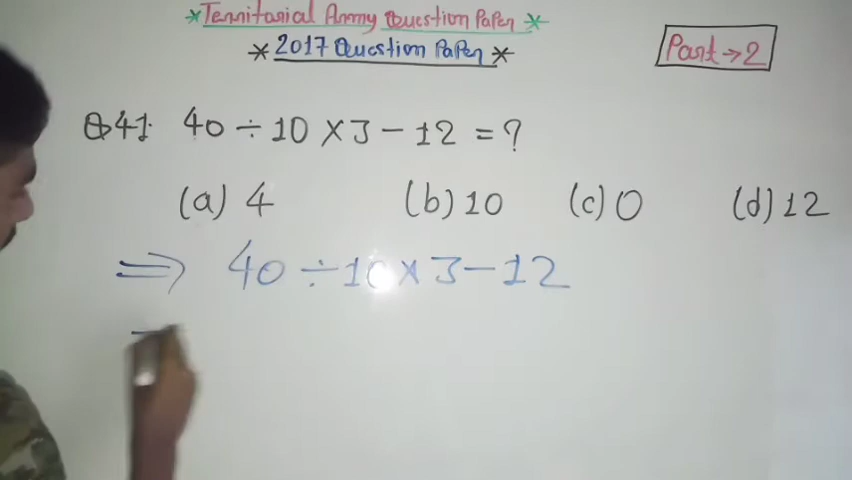 *Territorial Army Question Paper*
*2017 Question Paper*
Part→2
Q41. 40 ÷ 10 × 3 − 12 = ?
(a) 4 (b) 10 (c) 0 (d) 12
⇒ 40 ÷ 10 × 3 − 12